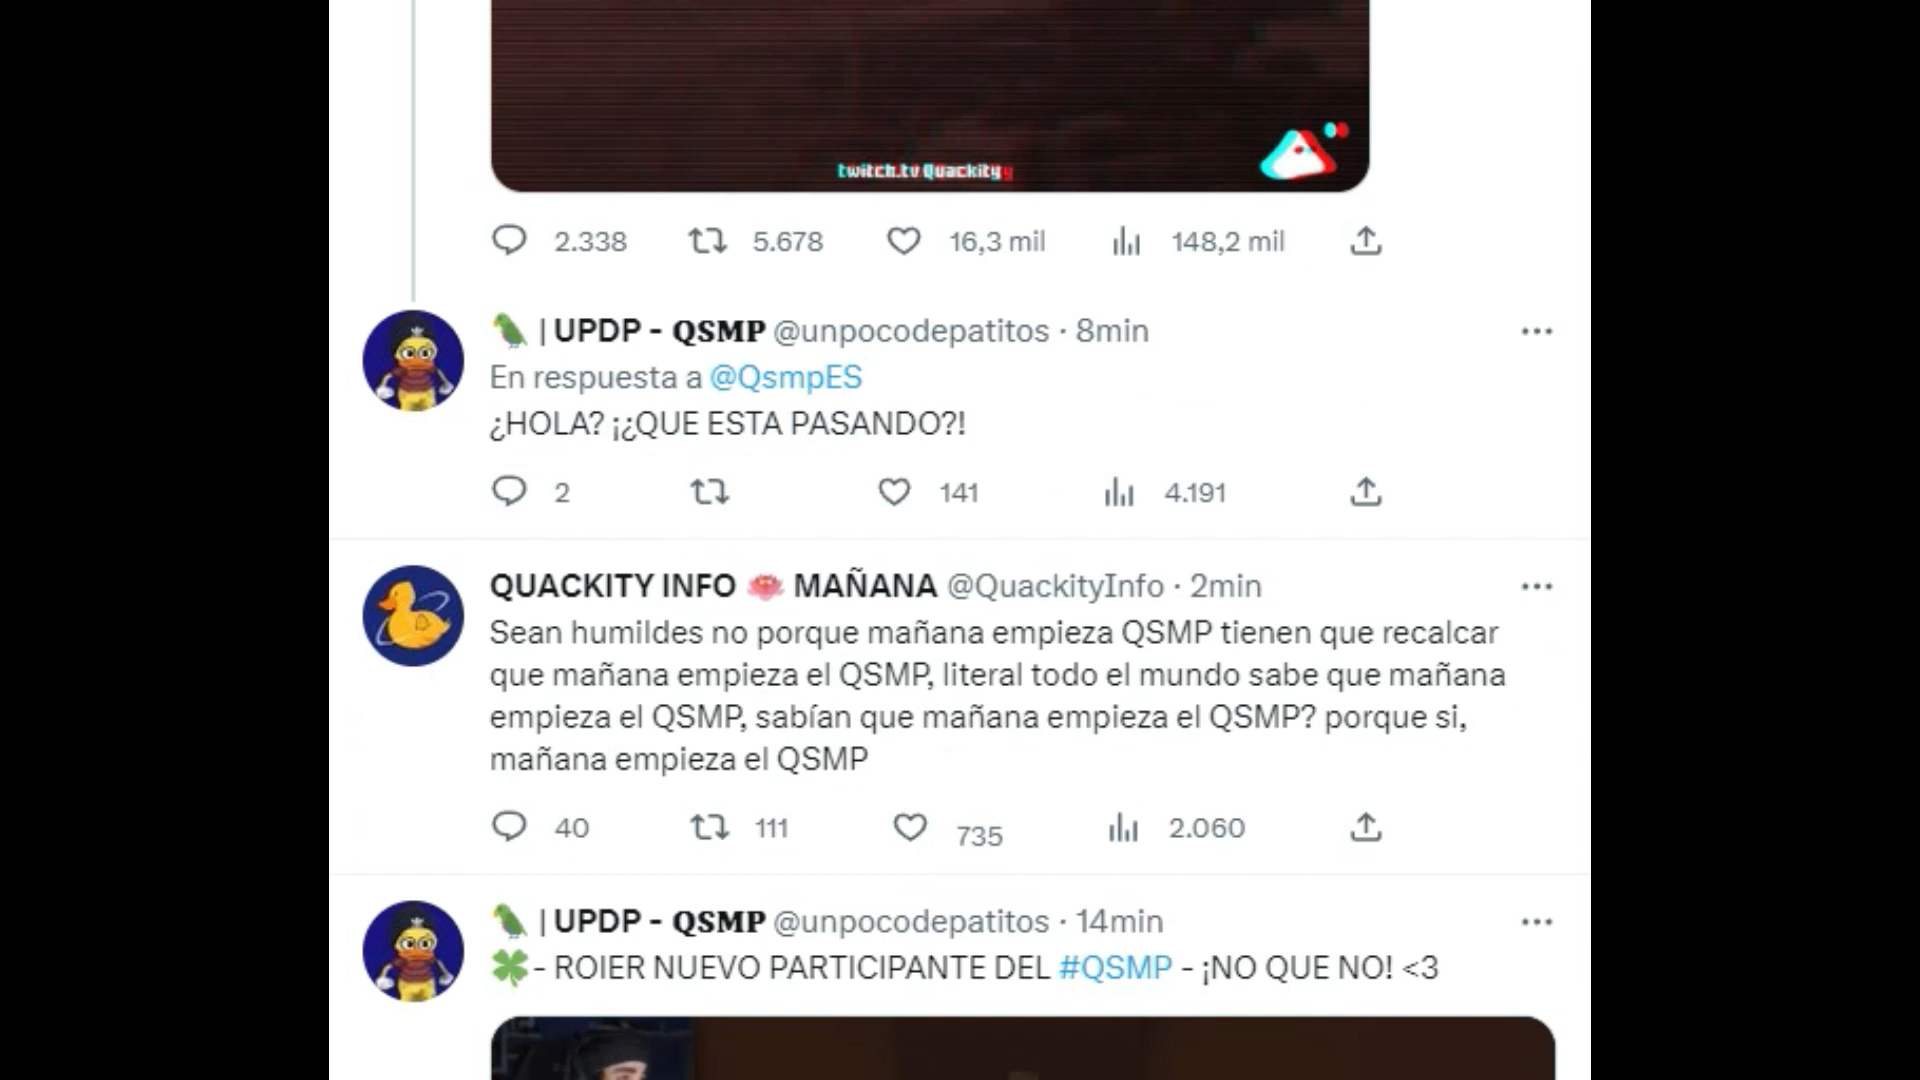 twitch.tv Quackity
2.338 5.678 16,3 mil 148,2 mil
| UPDP - QSMP @unpocodepatitos · 8min
En respuesta a @QsmpES
¿HOLA? ¡¿QUE ESTA PASANDO?!
2 141 4.191
QUACKITY INFO 🪷 MAÑANA @QuackityInfo · 2min
Sean humildes no porque mañana empieza QSMP tienen que recalcar
que mañana empieza el QSMP, literal todo el mundo sabe que mañana
empieza el QSMP, sabían que mañana empieza el QSMP? porque si,
mañana empieza el QSMP
40 111 735 2.060
| UPDP - QSMP @unpocodepatitos · 14min
🍀- ROIER NUEVO PARTICIPANTE DEL #QSMP - ¡NO QUE NO! <3